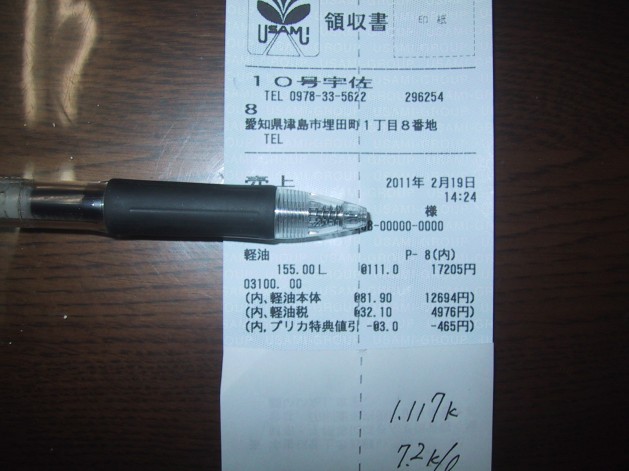 USAMI
領収書
印紙
10号宇佐
TEL 0978-33-5622 296254
8
愛知県津島市埋田町1丁目8番地
TEL
売上 2011年 2月19日
14:24
様
-00000-0000
軽油 P- 8(内)
155.00L @111.0 17205円
03100. 00
(内、軽油本体 @81.90 12694円)
(内、軽油税 @32.10 4976円)
(内、プリカ特典値引 -@3.0 -465円)
1.117k
7.2k/l